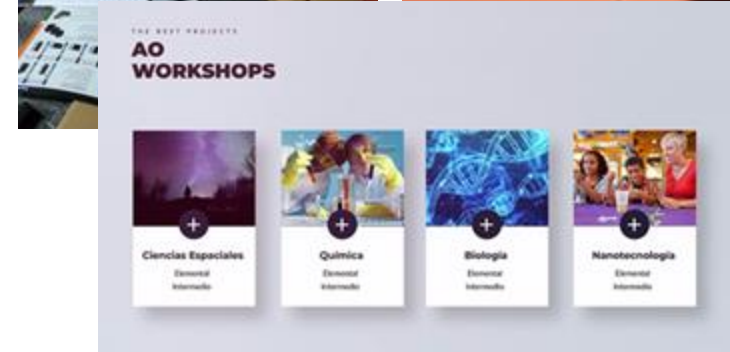 THE BEST PROJECTS
AO
WORKSHOPS
Ciencias Espaciales
Elemental
Intermedio
Química
Elemental
Intermedio
Biología
Elemental
Intermedio
Nanotecnología
Elemental
Intermedio